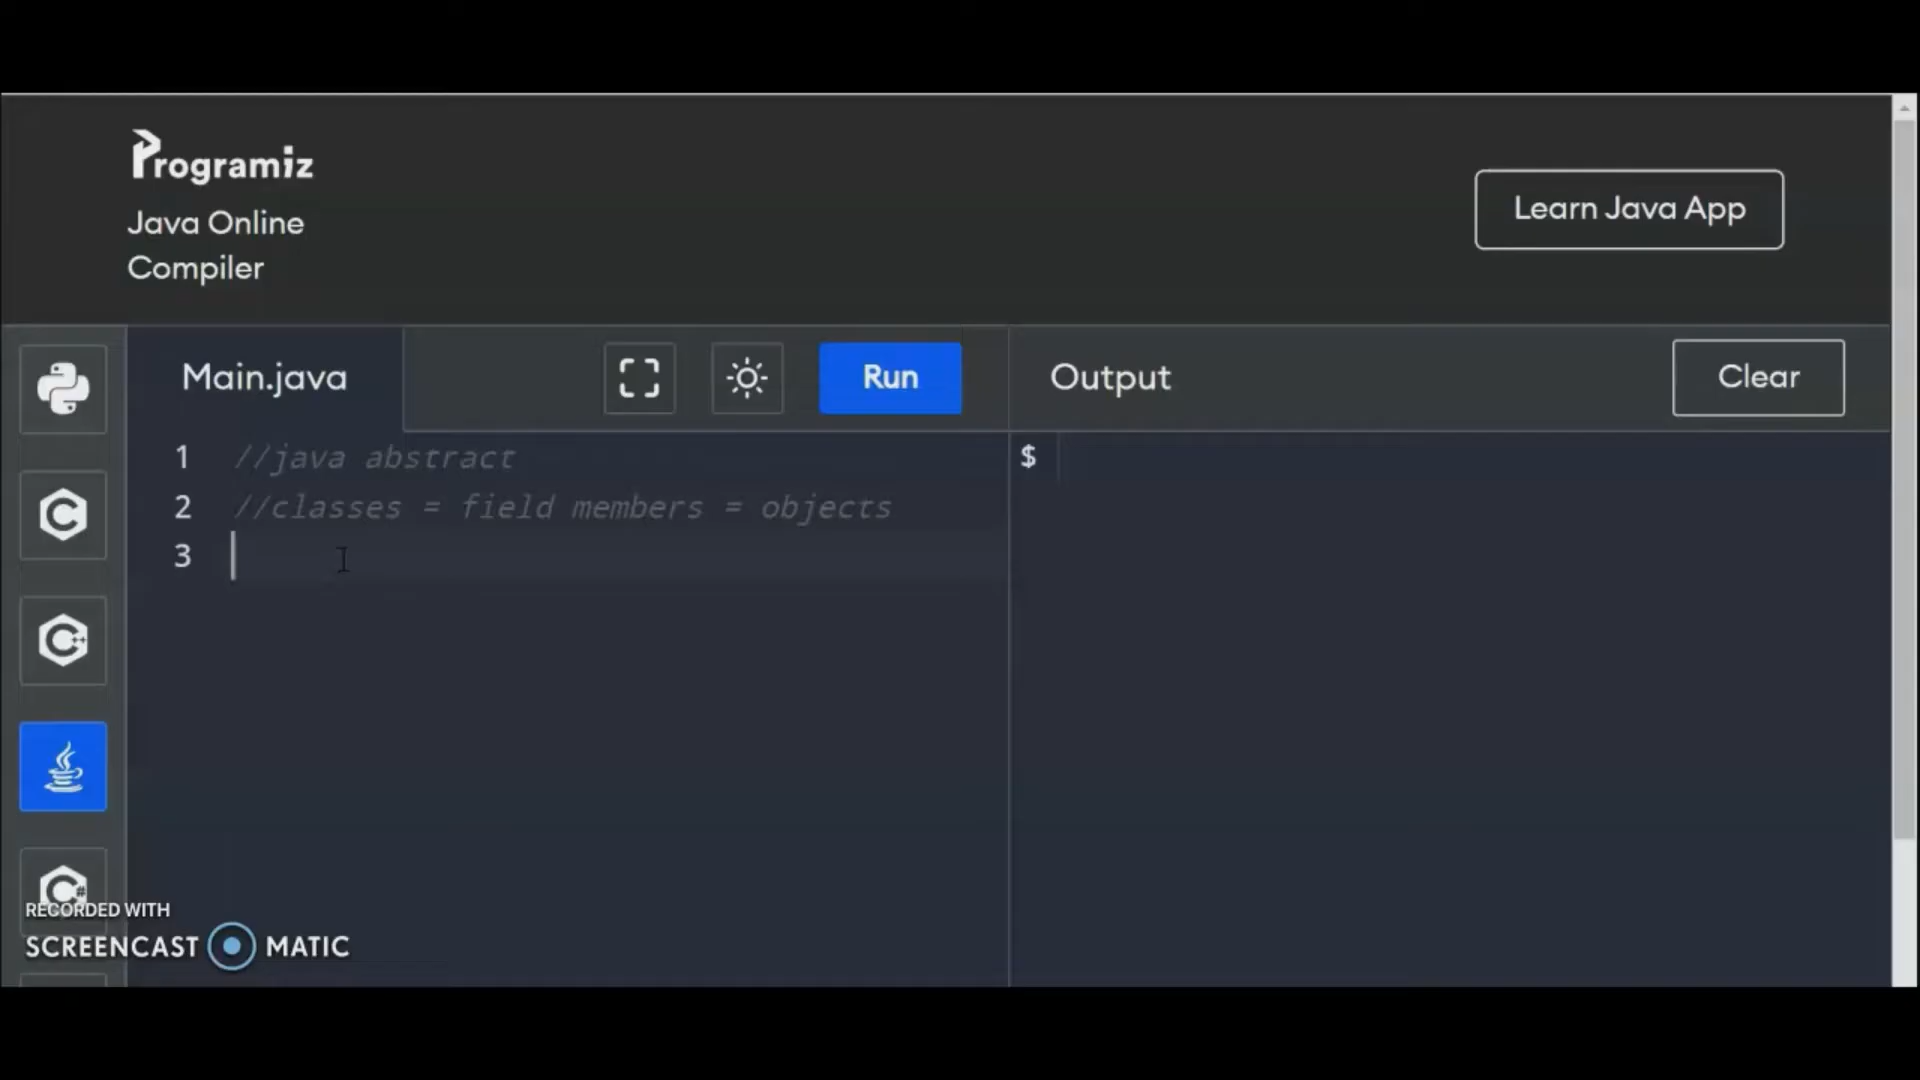 Programiz
Java Online
Compiler
Learn Java App
Main.java
Run
Output
Clear
1 //java abstract
2 //classes = field members = objects
3
$
RECORDED WITH
SCREENCAST MATIC